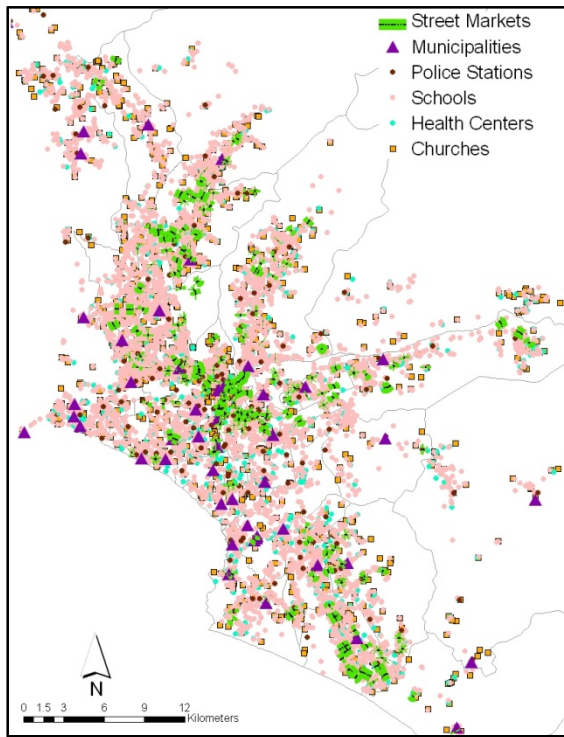 Street Markets
Municipalities
Police Stations
Schools
Health Centers
Churches
N
0 1.5 3 6 9 12
Kilometers